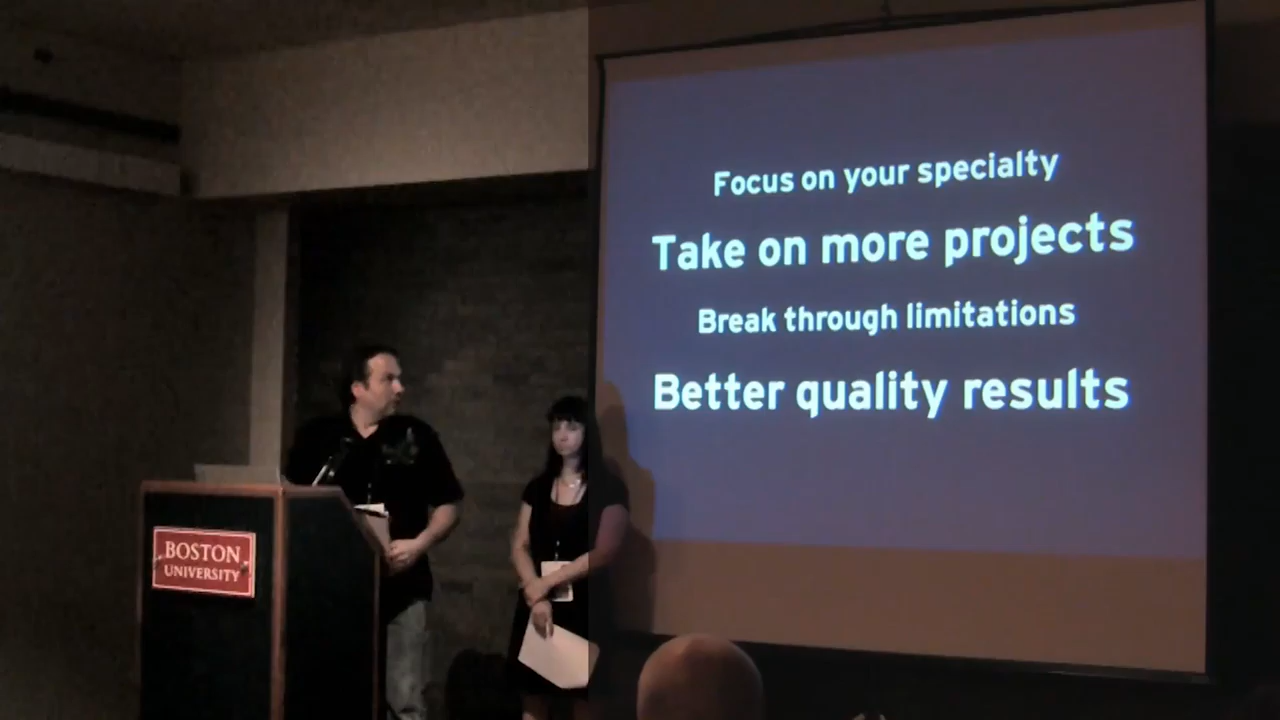 Focus on your specialty
Take on more projects
Break through limitations
Better quality results
BOSTON
UNIVERSITY